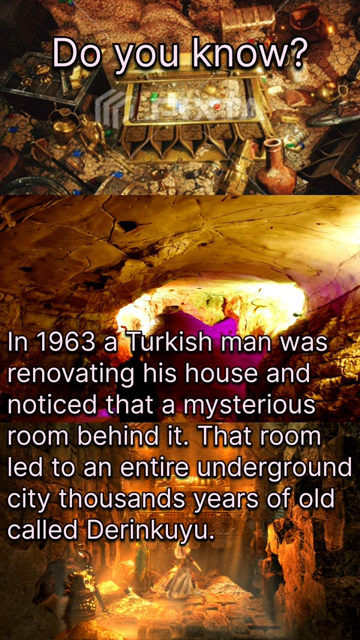 Do you know?
In 1963 a Turkish man was
renovating his house and
noticed that a mysterious
room behind it. That room
led to an entire underground
city thousands years of old
called Derinkuyu.